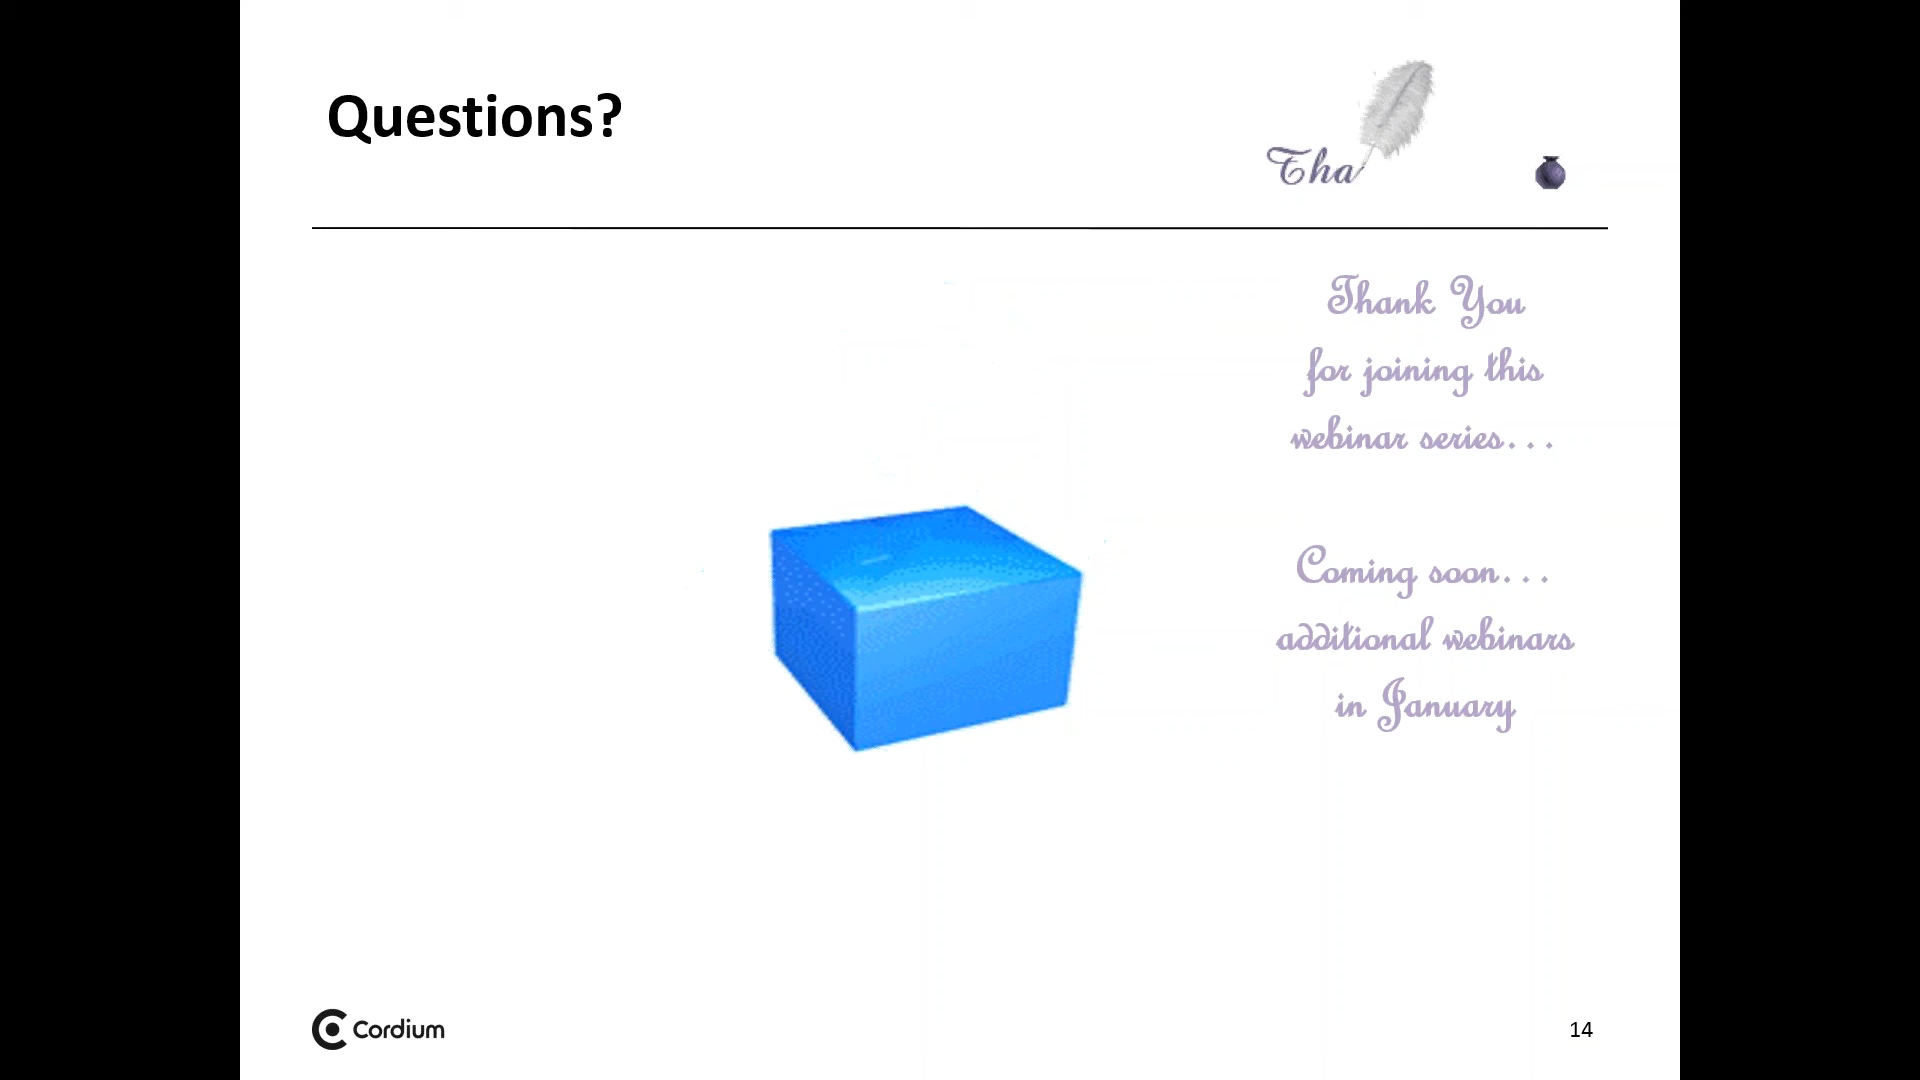 Questions?
Tha
Thank You
for joining this
webinar series...
Coming soon...
additional webinars
in January
Cordium
14